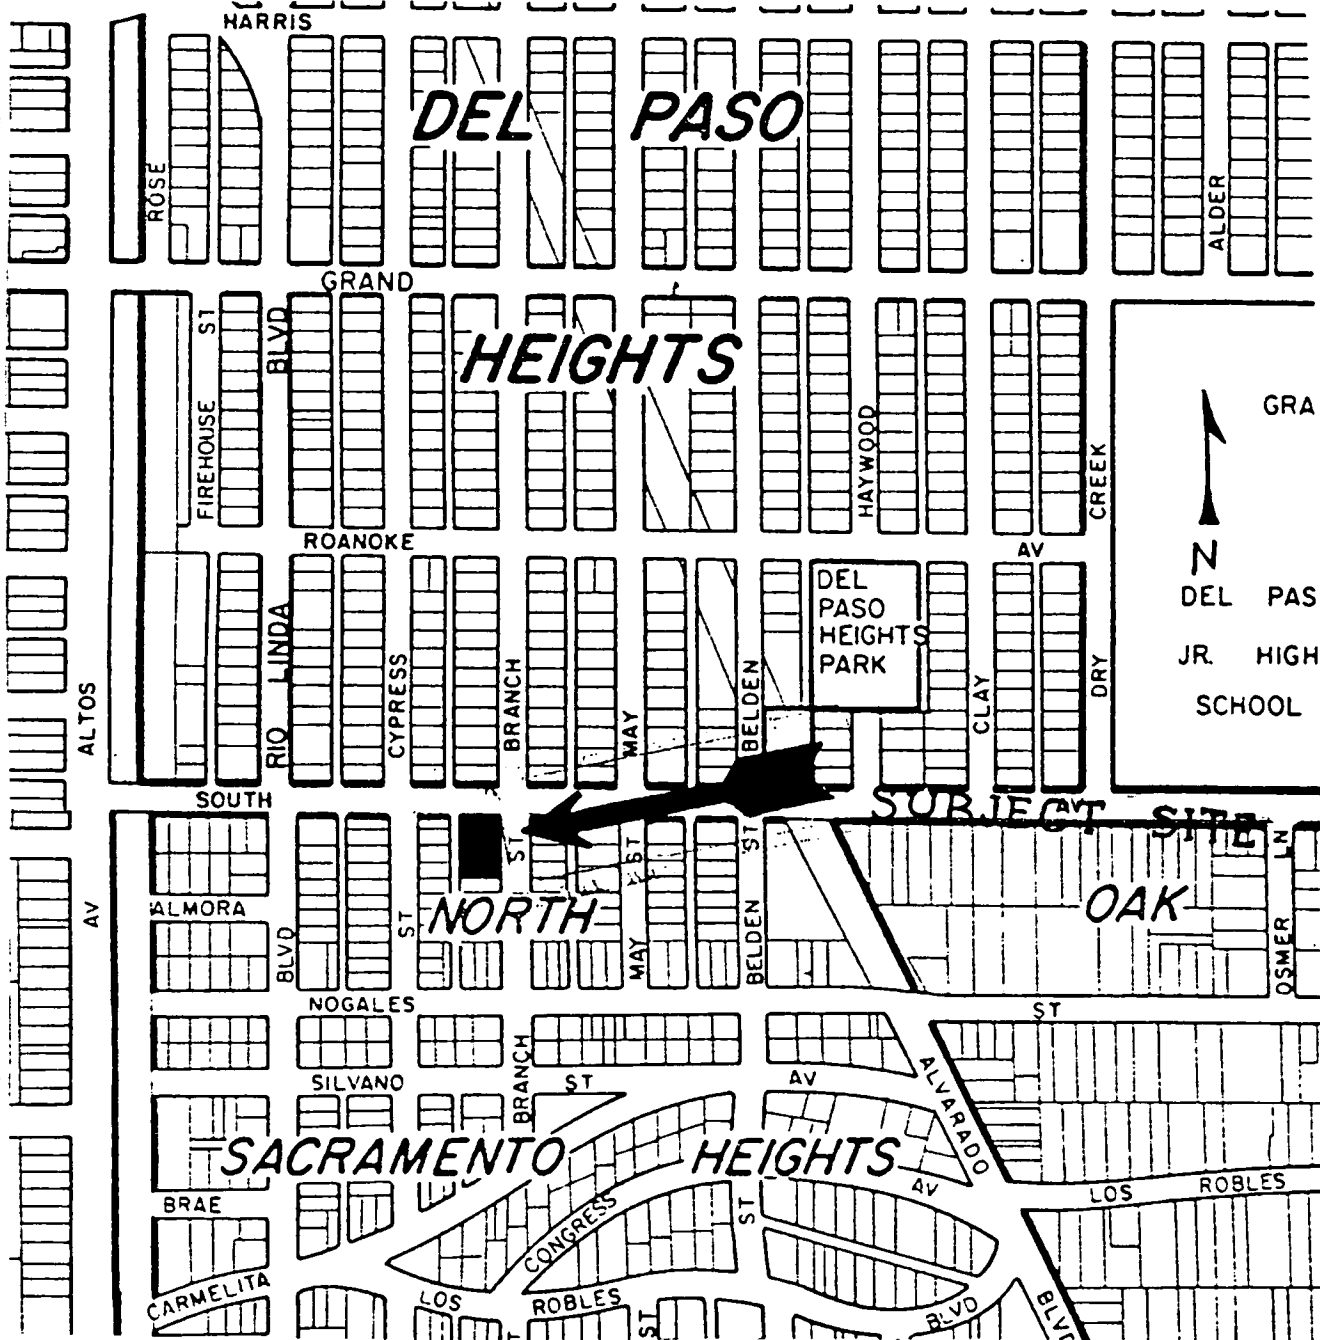 HARRIS
DEL PASO
ROSE
ALDER
GRAND
ST
BLVD
HEIGHTS
FIREHOUSE
HAYWOOD
CREEK
GRA
N
ROANOKE
AV
DEL
PASO
HEIGHTS
PARK
DEL PAS
JR. HIGH
SCHOOL
ALTOS
RIO LINDA
CYPRESS
BRANCH
MAY
BELDEN
CLAY
DRY
SOUTH
AV
SUBJECT SITE
ST
ST
ST
LN
ALMORA
AV
BLVD
ST
NORTH
MAY
BELDEN
OAK
OSMER
NOGALES
ST
SILVANO
BRANCH
ST
AV
ALVARADO
SACRAMENTO HEIGHTS
BRAE
CONGRESS
ST
AV
LOS ROBLES
CARMELITA
LOS ROBLES
BLVD
BLVD
ST